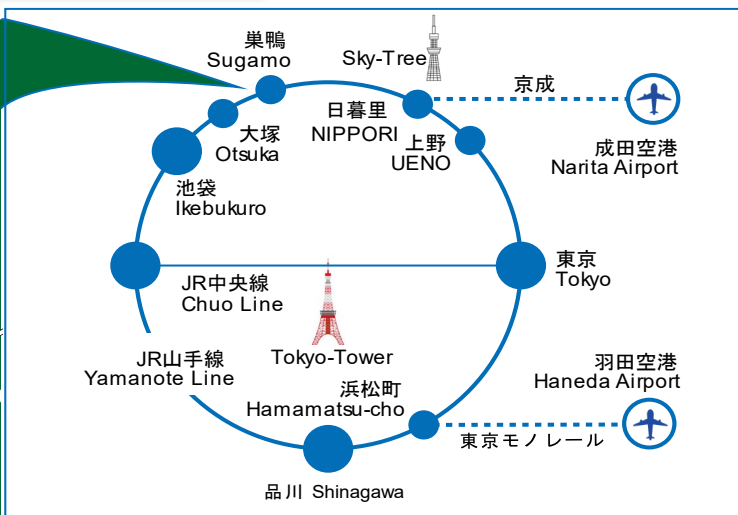 巣鴨
Sugamo
Sky-Tree
京成
日暮里
NIPPORI
大塚
Otsuka
上野
UENO
成田空港
Narita Airport
池袋
Ikebukuro
東京
Tokyo
JR中央線
Chuo Line
JR山手線
Yamanote Line
Tokyo-Tower
羽田空港
Haneda Airport
浜松町
Hamamatsu-cho
東京モノレール
品川 Shinagawa